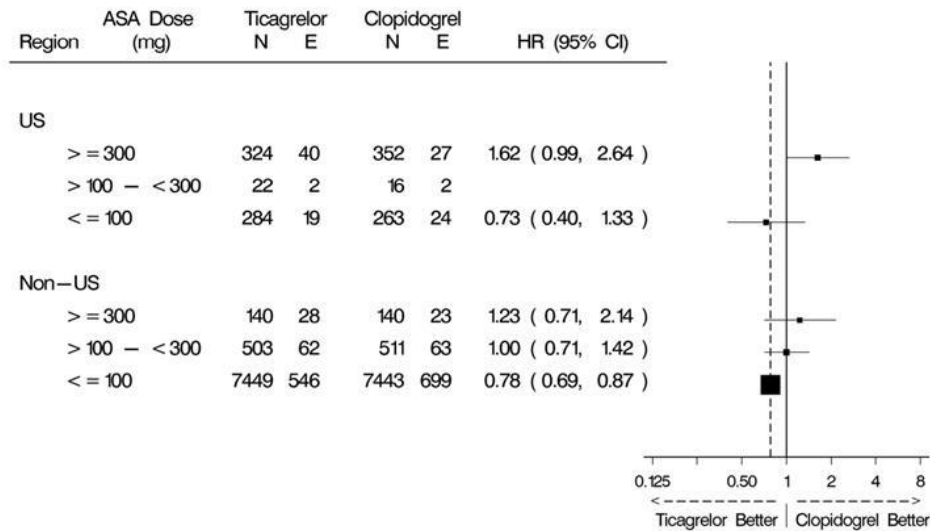 ASA Dose Ticagrelor Clopidogrel
Region (mg) N E N E HR (95% CI)
US
>=300 324 40 352 27 1.62 (0.99, 2.64)
>100 – <300 22 2 16 2
<=100 284 19 263 24 0.73 (0.40, 1.33)
Non–US
>=300 140 28 140 23 1.23 (0.71, 2.14)
>100 – <300 503 62 511 63 1.00 (0.71, 1.42)
<=100 7449 546 7443 699 0.78 (0.69, 0.87)
0.125 0.50 1 2 4 8
Ticagrelor Better Clopidogrel Better